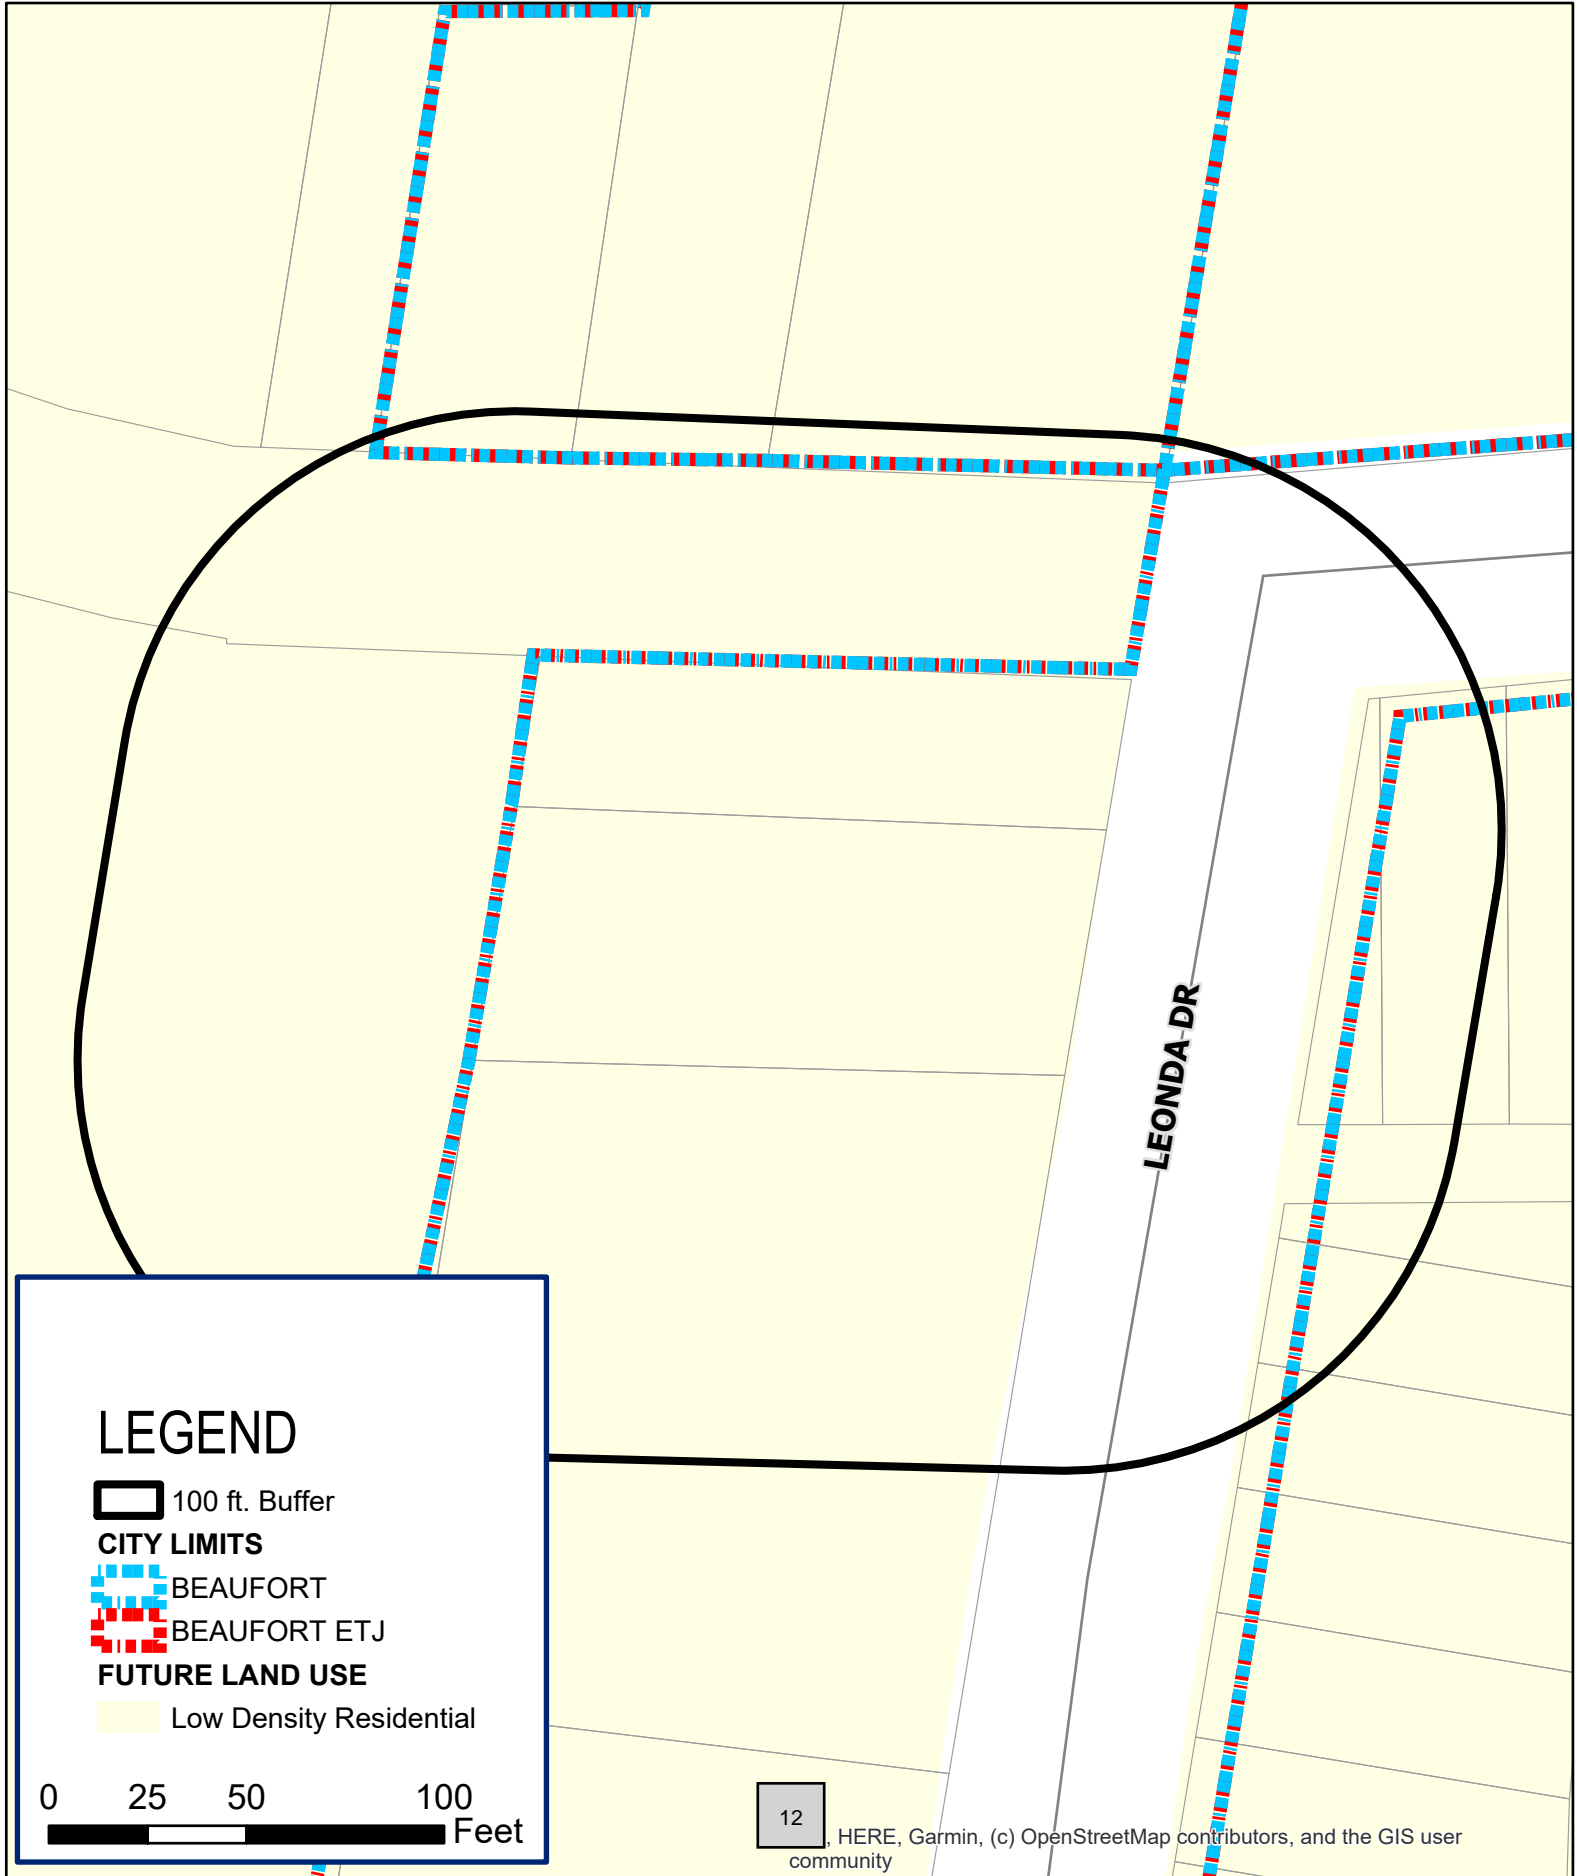 LEONDA DR
LEGEND
100 ft. Buffer
CITY LIMITS
BEAUFORT
BEAUFORT ETJ
FUTURE LAND USE
Low Density Residential
0 25 50 100
Feet
12
, HERE, Garmin, (c) OpenStreetMap contributors, and the GIS user
community